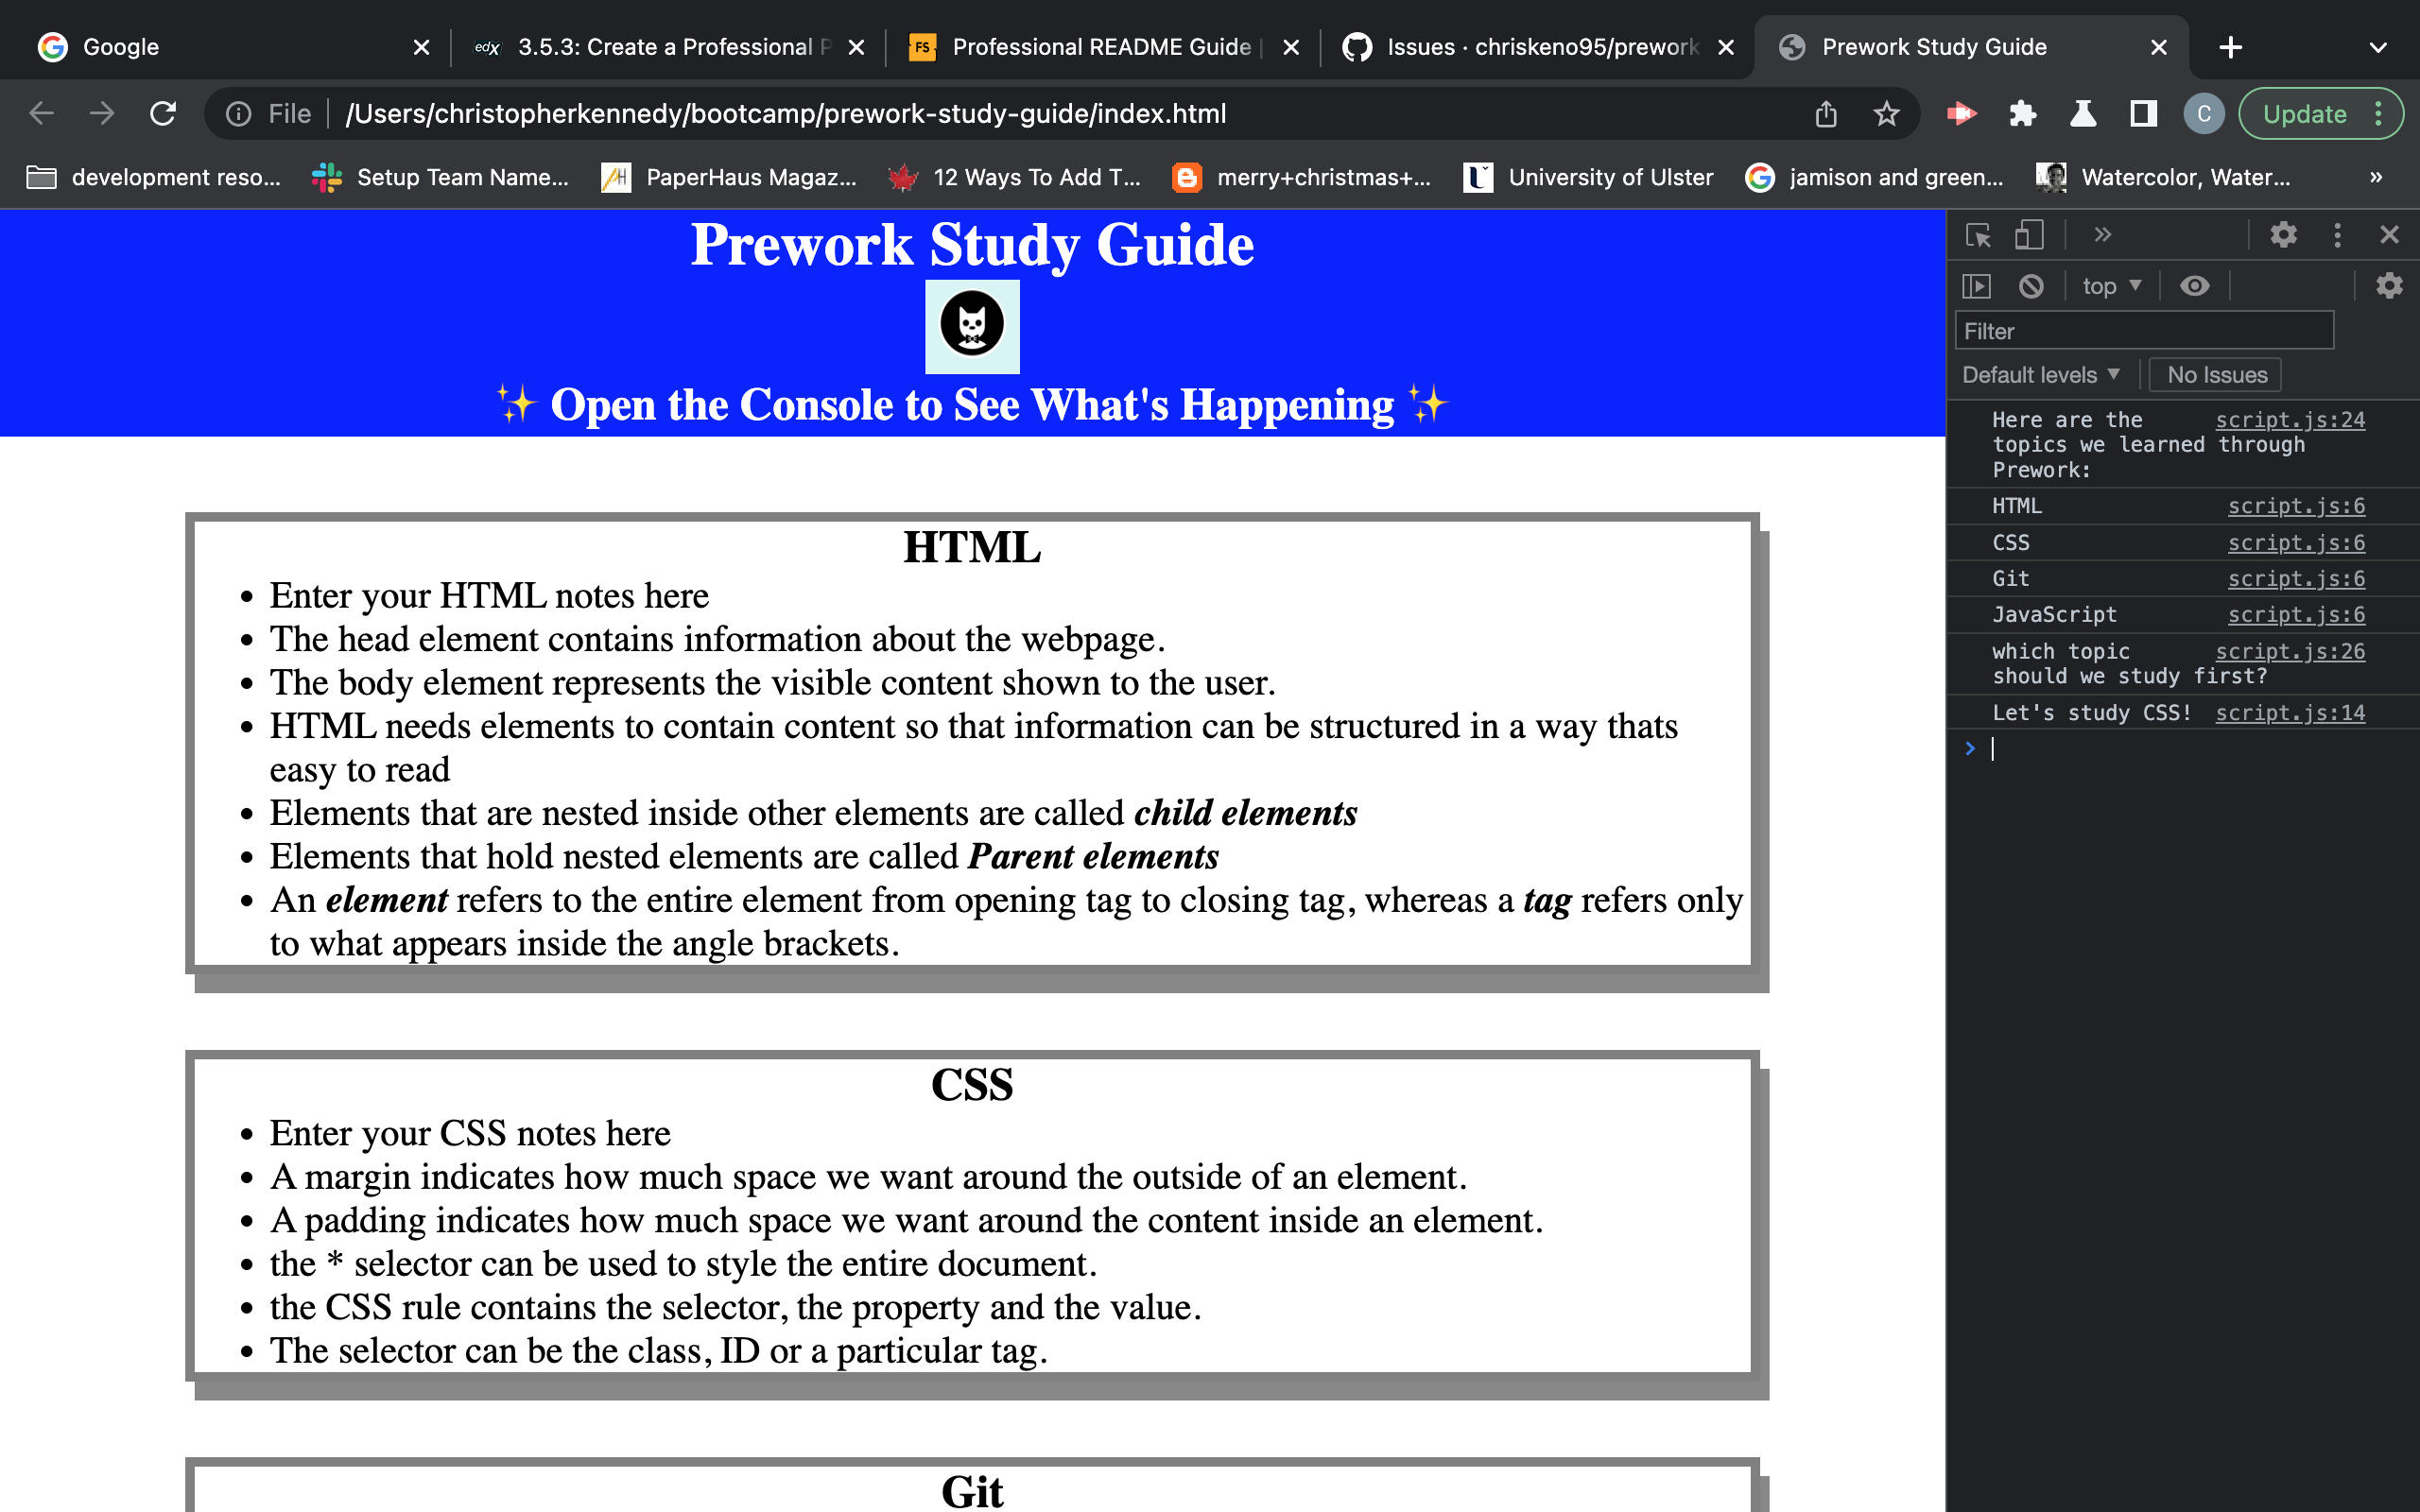 Google
edX 3.5.3: Create a Professional P
FS Professional README Guide |
Issues · chriskeno95/prework
Prework Study Guide
File /Users/christopherkennedy/bootcamp/prework-study-guide/index.html
C
Update
development reso...
Setup Team Name...
PaperHaus Magaz...
12 Ways To Add T...
merry+christmas+...
University of Ulster
jamison and green...
Watercolor, Water...
»
Prework Study Guide
✨ Open the Console to See What's Happening ✨
HTML
• Enter your HTML notes here
• The head element contains information about the webpage.
• The body element represents the visible content shown to the user.
• HTML needs elements to contain content so that information can be structured in a way thats
easy to read
• Elements that are nested inside other elements are called child elements
• Elements that hold nested elements are called Parent elements
• An element refers to the entire element from opening tag to closing tag, whereas a tag refers only
to what appears inside the angle brackets.
CSS
• Enter your CSS notes here
• A margin indicates how much space we want around the outside of an element.
• A padding indicates how much space we want around the content inside an element.
• the * selector can be used to style the entire document.
• the CSS rule contains the selector, the property and the value.
• The selector can be the class, ID or a particular tag.
Git
»
top
Filter
Default levels
No Issues
Here are the script.js:24
topics we learned through
Prework:
HTML script.js:6
CSS script.js:6
Git script.js:6
JavaScript script.js:6
which topic script.js:26
should we study first?
Let's study CSS! script.js:14
>